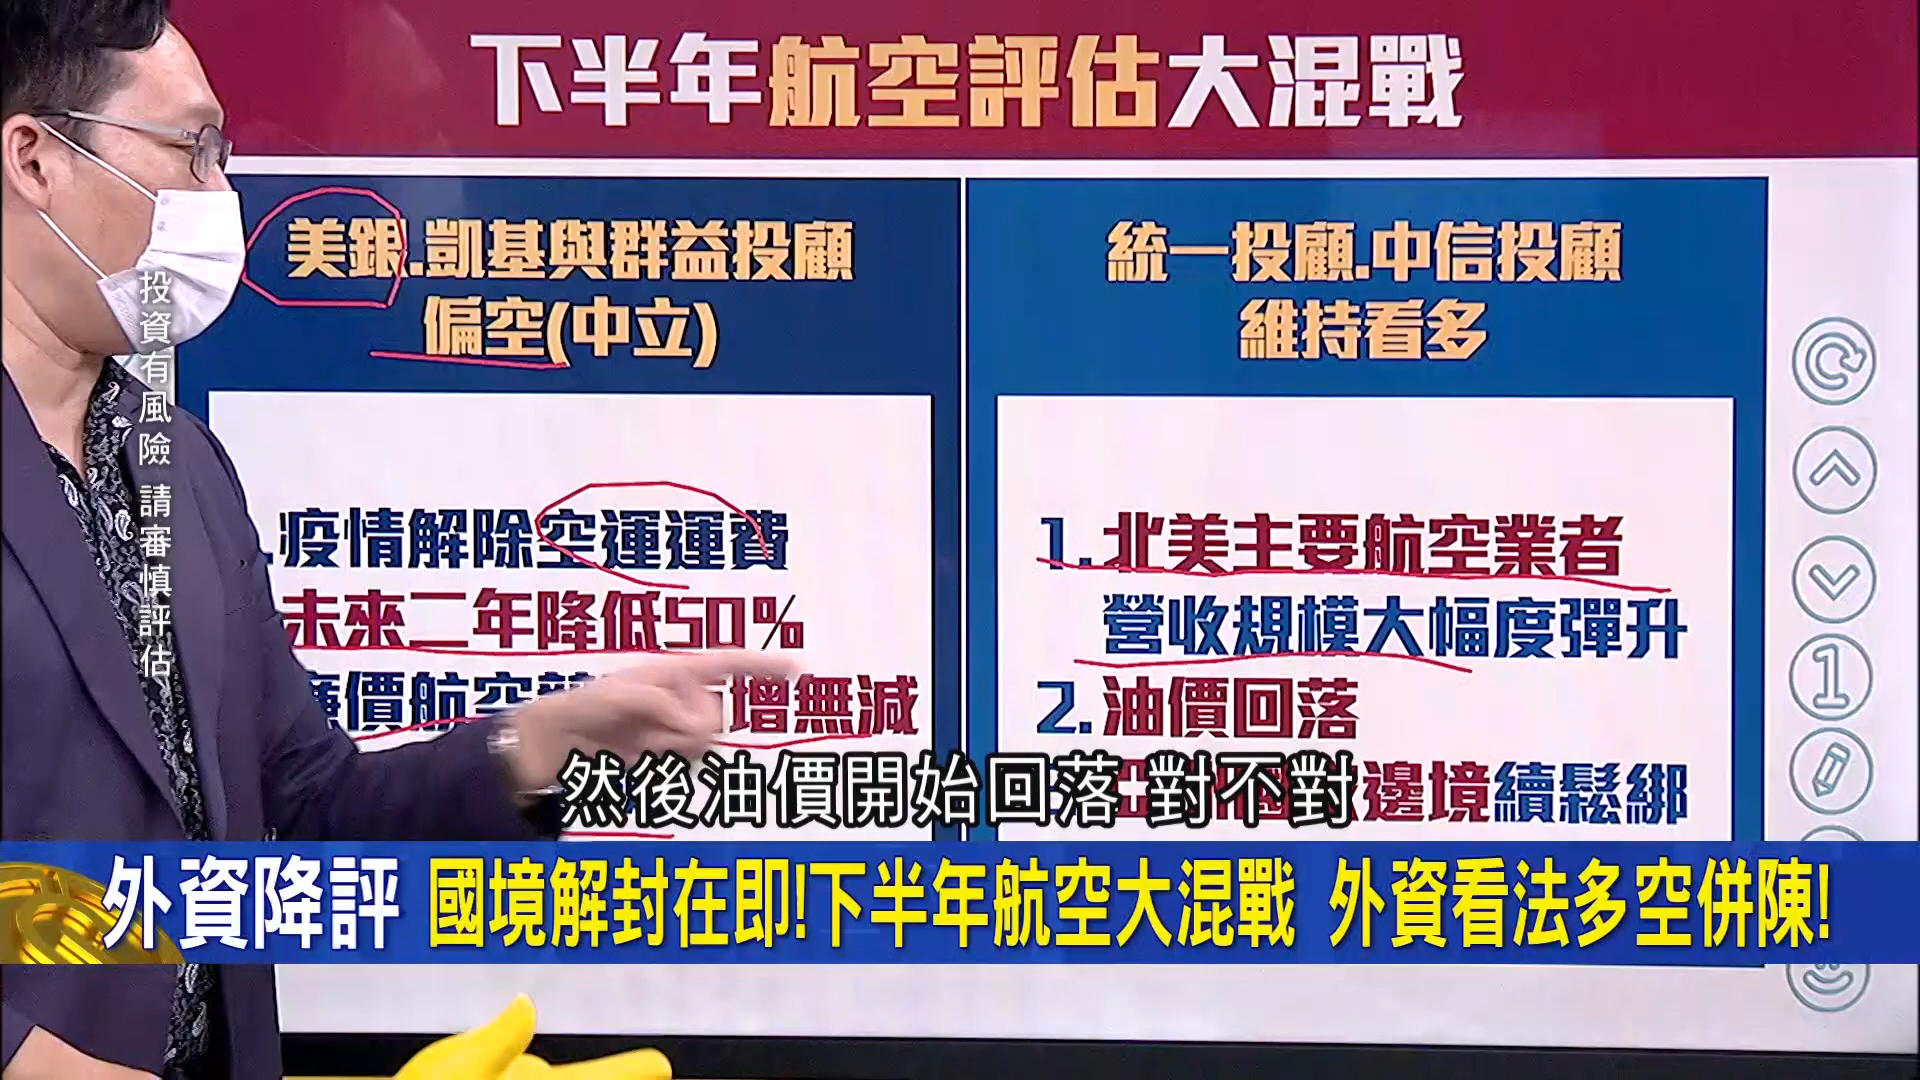 下半年航空評估大混戰
美銀.凱基與群益投顧
偏空(中立)
.疫情解除空運運費
未來二年降低50%
廉價航空 增無減
統一投顧.中信投顧
維持看多
1.北美主要航空業者
營收規模大幅度彈升
2.油價回落
邊境續鬆綁
1
投資有風險 請審慎評估
然後油價開始回落 對不對
外資降評 國境解封在即!下半年航空大混戰 外資看法多空併陳!